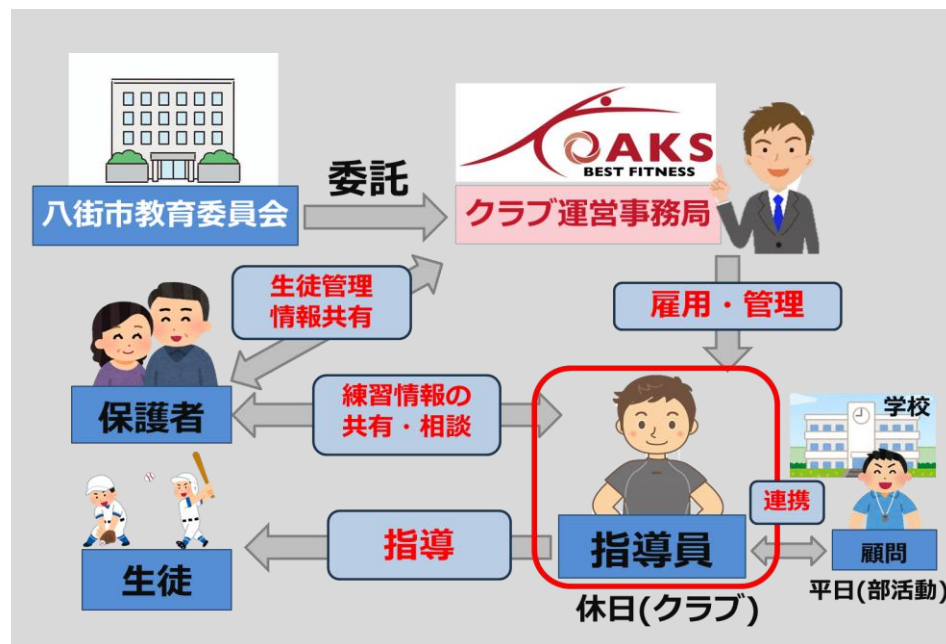 OAKS
BEST FITNESS
八街市教育委員会
委託
クラブ運営事務局
生徒管理
情報共有
雇用・管理
保護者
練習情報の
共有・相談
学校
連携
生徒
指導
指導員
顧問
休日(クラブ)
平日(部活動)